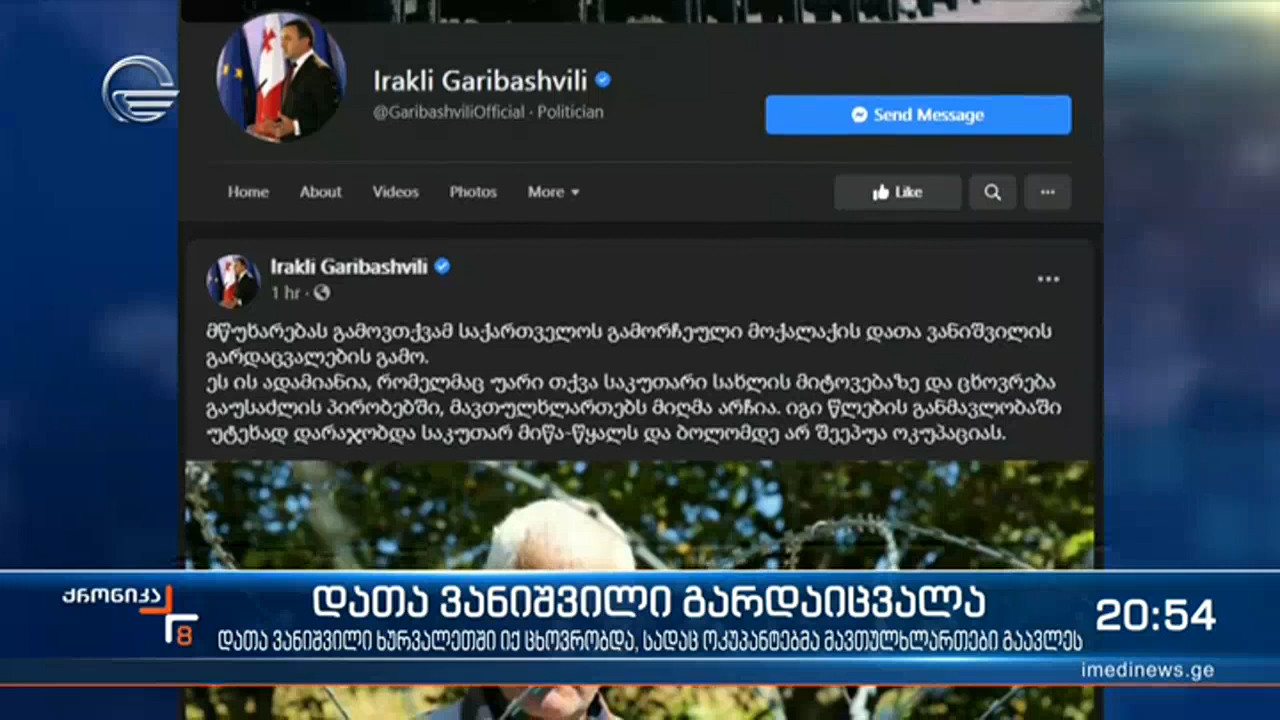 Irakli Garibashvili
@GaribashviliOfficial · Politician
Send Message
Home About Videos Photos More
Like
Irakli Garibashvili
1 hr ·
მწუხარებას გამოვთქვამ საქართველოს გამორჩეული მოქალაქის დათა ვანიშვილის
გარდაცვალების გამო.
ეს ის ადამიანია, რომელმაც უარი თქვა საკუთარი სახლის მიტოვებაზე და ცხოვრება
გაუსაძლის პირობებში, მავთულხლართებს მიღმა არჩია. იგი წლების განმავლობაში
უტეხად დარაჯობდა საკუთარ მიწა-წყალს და ბოლომდე არ შეეპუა ოკუპაციას.
ქრონიკა
8
დათა ვანიშვილი გარდაიცვალა
დათა ვანიშვილი ხურვალეთში იქ ცხოვრობდა, სადაც ოკუპანტებმა მავთულხლართები გაავლეს
20:54
imedinews.ge